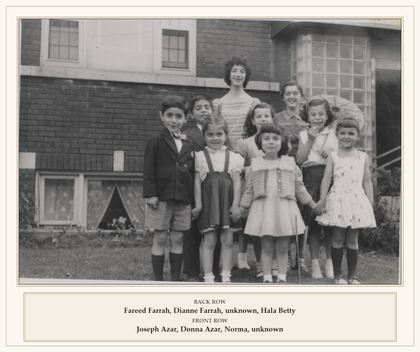 BACK ROW
Fareed Farrah, Dianne Farrah, unknown, Hala Betty
FRONT ROW
Joseph Azar, Donna Azar, Norma, unknown